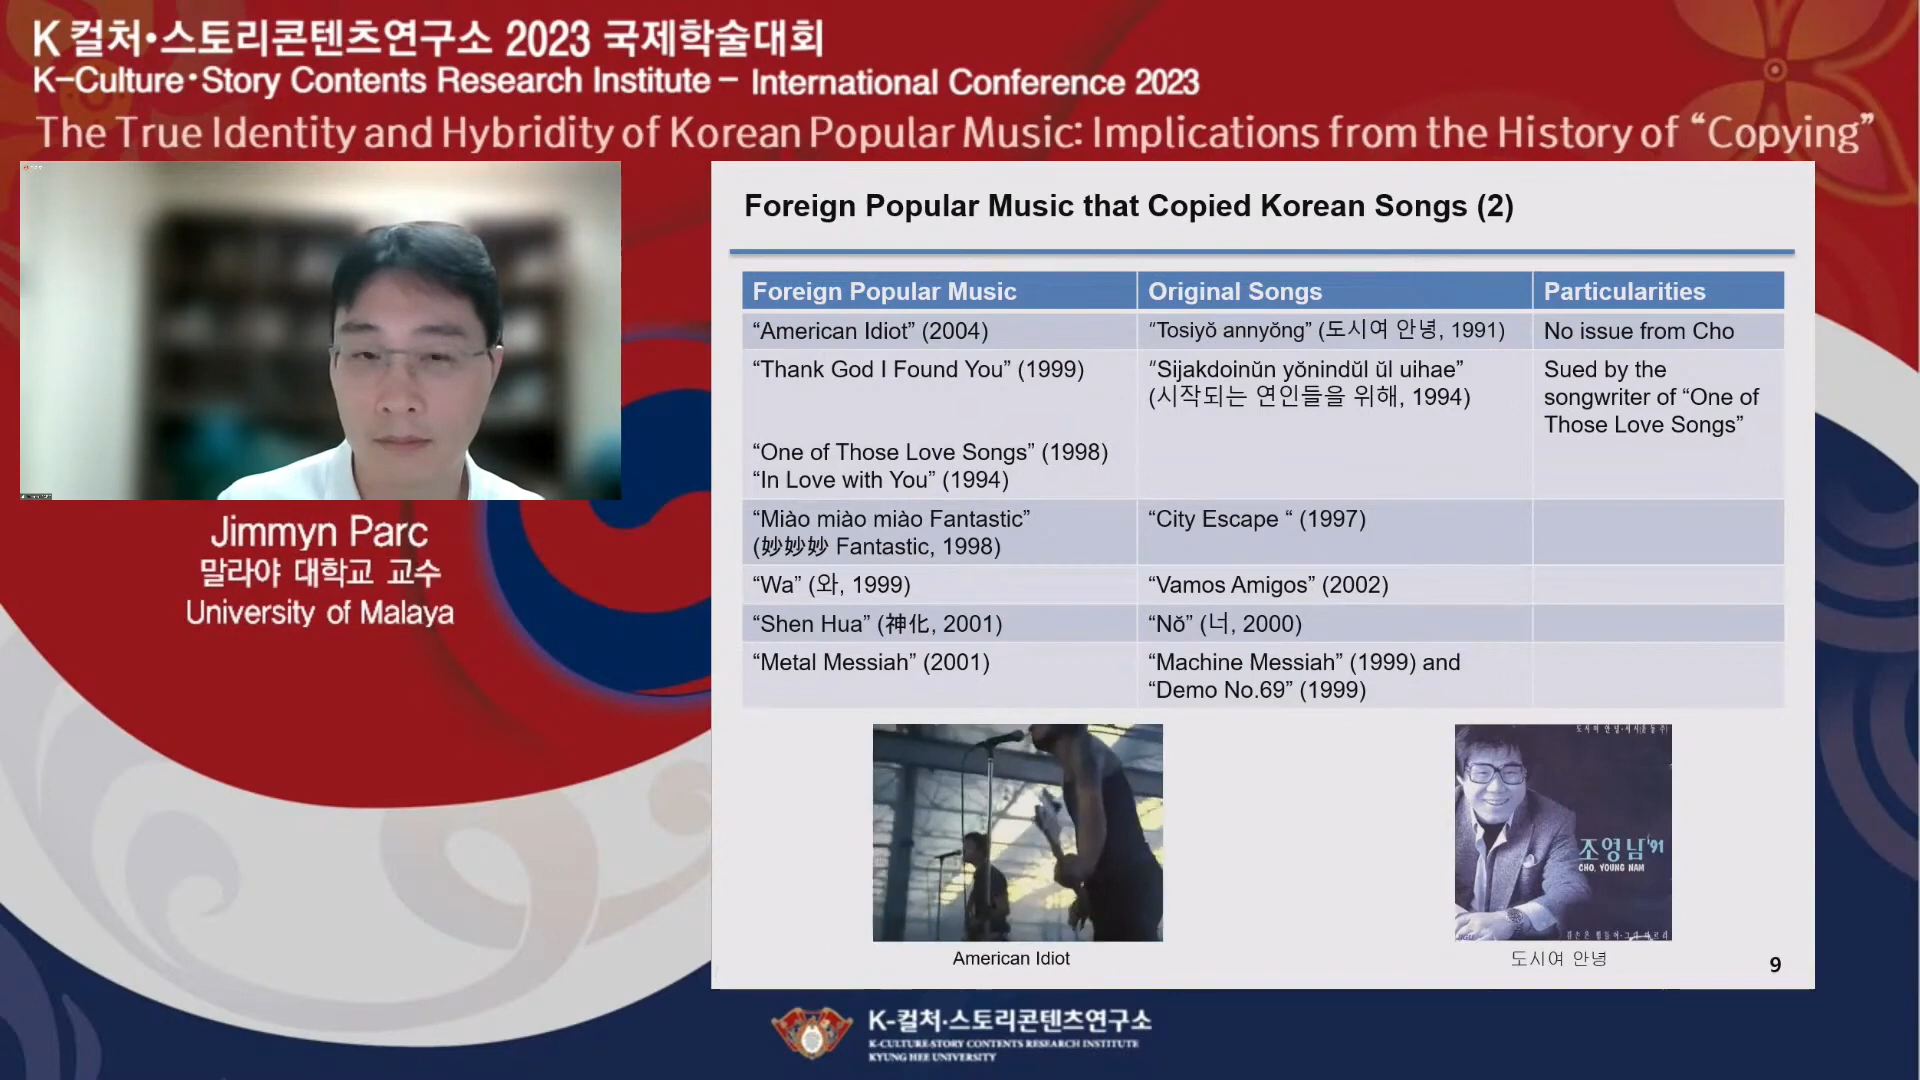 K 컬처·스토리콘텐츠연구소 2023 국제학술대회
K-Culture·Story Contents Research Institute - International Conference 2023
The True Identity and Hybridity of Korean Popular Music: Implications from the History of “Copying”
Jimmyn Parc
말라야 대학교 교수
University of Malaya
Foreign Popular Music that Copied Korean Songs (2)
Foreign Popular Music
Original Songs
Particularities
“American Idiot” (2004)
“Tosiyŏ annyŏng” (도시여 안녕, 1991)
No issue from Cho
“Thank God I Found You” (1999)
“One of Those Love Songs” (1998)
“In Love with You” (1994)
“Sijakdoinŭn yŏnindŭl ŭl uihae”
(시작되는 연인들을 위해, 1994)
Sued by the
songwriter of “One of
Those Love Songs”
“Miào miào miào Fantastic”
(妙妙妙 Fantastic, 1998)
“City Escape “ (1997)
“Wa” (와, 1999)
“Vamos Amigos” (2002)
“Shen Hua” (神化, 2001)
“Nŏ” (너, 2000)
“Metal Messiah” (2001)
“Machine Messiah” (1999) and
“Demo No.69” (1999)
조영남'91
CHO, YOUNG NAM
American Idiot
도시여 안녕
9
K-컬처·스토리콘텐츠연구소
K-CULTURE·STORY CONTENTS RESEARCH INSTITUTE
KYUNG HEE UNIVERSITY